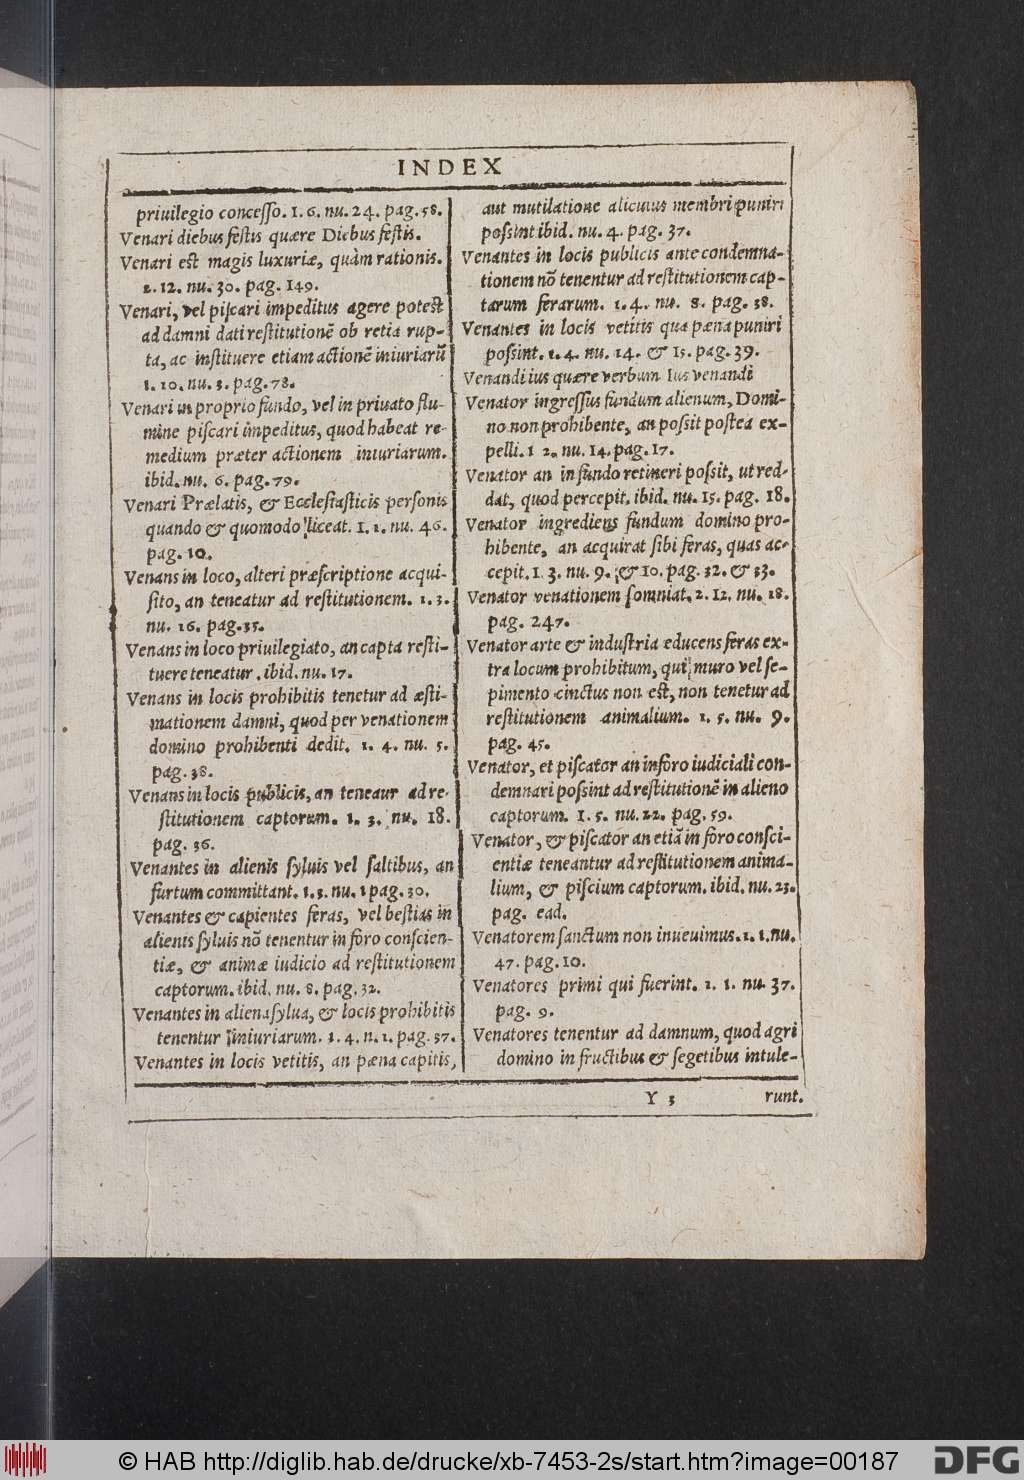 INDEX
priuilegio concesso. 1. 6. nu. 24. pag. 58.
Venari diebus festis quære Diebus festis.
Venari est magis luxuriæ, quàm rationis.
2. 12. nu. 30. pag. 149.
Venari, vel piscari impeditus agere potest
ad damni dati restitutionē ob retia rup-
ta, ac instituere etiam actionē iniuriarū
1. 10. nu. 3. pag. 78.
Venari in proprio fundo, vel in priuato flu-
mine piscari impeditus, quod habeat re-
medium præter actionem iniuriarum.
ibid. nu. 6. pag. 79.
Venari Prælatis, & Ecclesiasticis personis
quando & quomodo liceat. 1. 1. nu. 46.
pag. 10.
Venans in loco, alteri præscriptione acqui-
sito, an teneatur ad restitutionem. 1. 3.
nu. 16. pag. 35.
Venans in loco priuilegiato, an capta resti-
tuere teneatur. ibid. nu. 17.
Venans in locis prohibitis tenetur ad æsti-
mationem damni, quod per venationem
domino prohibenti dedit. 1. 4. nu. 5.
pag. 38.
Venans in locis publicis, an teneaur ad re-
stitutionem captorum. 1. 3. nu. 18.
pag. 36.
Venantes in alienis syluis vel saltibus, an
furtum committant. 1. 3. nu. 1 pag. 30.
Venantes & capientes feras, vel bestias in
alienis syluis nō tenentur in foro conscien-
tiæ, & animæ iudicio ad restitutionem
captorum. ibid. nu. 8. pag. 32.
Venantes in aliena sylua, & locis prohibitis
tenentur iniuriarum. 1. 4. n. 1. pag. 37.
Venantes in locis vetitis, an pæna capitis,
aut mutilatione alicuius membri puniri
possint ibid. nu. 4. pag. 37.
Venantes in locis publicis ante condemna-
tionem nō tenentur ad restitutionem cap-
tarum ferarum. 1. 4. nu. 8. pag. 38.
Venantes in locis vetitis qua pæna puniri
possint. 1. 4. nu. 14. & 15. pag. 39.
Venandi ius quære verbum Ius venandi
Venator ingressus fundum alienum, Domi-
no non prohibente, an possit postea ex-
pelli. 1 2. nu. 14. pag. 17.
Venator an in fundo retineri possit, ut red-
dat, quod percepit. ibid. nu. 15. pag. 18.
Venator ingrediens fundum domino pro-
hibente, an acquirat sibi feras, quas ac-
cepit. 1. 3. nu. 9. & 10. pag. 32. & 33.
Venator venationem somniat. 2. 12. nu. 18.
pag. 247.
Venator arte & industria educens feras ex-
tra locum prohibitum, qui muro vel se-
pimento cinctus non est, non tenetur ad
restitutionem animalium. 1. 5. nu. 9.
pag. 45.
Venator, et piscator an in foro iudiciali con-
demnari possint ad restitutionē in alieno
captorum. 1. 5. nu. 22. pag. 59.
Venator, & piscator an etiā in foro consci-
entiæ teneantur ad restitutionem anima-
lium, & piscium captorum. ibid. nu. 23.
pag. ead.
Venatorem sanctum non inueuimus. 1. 1. nu.
47. pag. 10.
Venatores primi qui fuerint. 1. 1. nu. 37.
pag. 9.
Venatores tenentur ad damnum, quod agri
domino in fructibus & segetibus intule-
Y 3 runt.
© HAB http://diglib.hab.de/drucke/xb-7453-2s/start.htm?image=00187
DFG